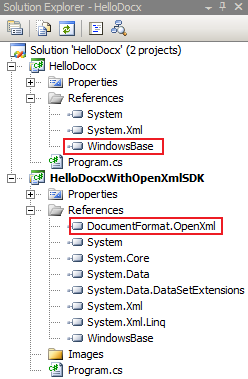 Solution Explorer - HelloDocx
Solution 'HelloDocx' (2 projects)
HelloDocx
Properties
References
System
System.Xml
WindowsBase
Program.cs
HelloDocxWithOpenXmlSDK
Properties
References
DocumentFormat.OpenXml
System
System.Core
System.Data
System.Data.DataSetExtensions
System.Xml
System.Xml.Linq
WindowsBase
Images
Program.cs